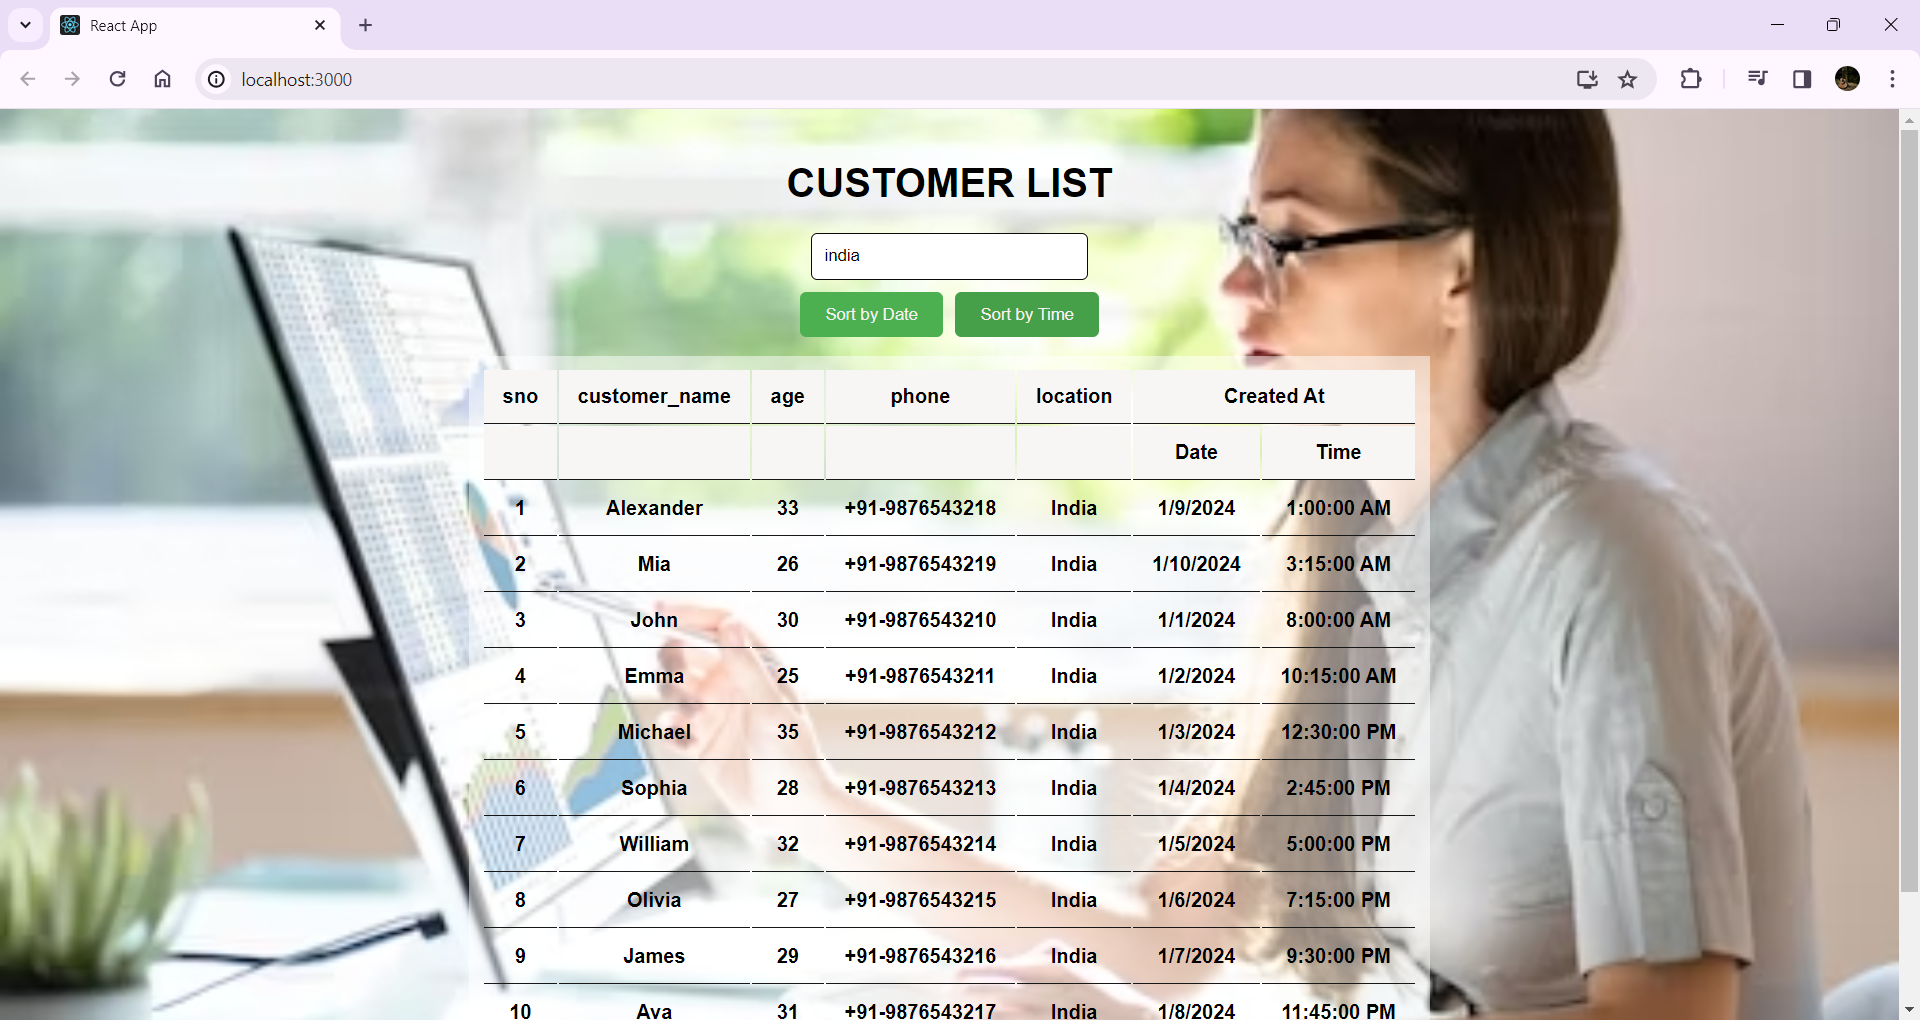 React App
localhost:3000
CUSTOMER LIST
india
Sort by Date Sort by Time
sno customer_name age phone location Created At
Date Time
1 Alexander 33 +91-9876543218 India 1/9/2024 1:00:00 AM
2 Mia 26 +91-9876543219 India 1/10/2024 3:15:00 AM
3 John 30 +91-9876543210 India 1/1/2024 8:00:00 AM
4 Emma 25 +91-9876543211 India 1/2/2024 10:15:00 AM
5 Michael 35 +91-9876543212 India 1/3/2024 12:30:00 PM
6 Sophia 28 +91-9876543213 India 1/4/2024 2:45:00 PM
7 William 32 +91-9876543214 India 1/5/2024 5:00:00 PM
8 Olivia 27 +91-9876543215 India 1/6/2024 7:15:00 PM
9 James 29 +91-9876543216 India 1/7/2024 9:30:00 PM
10 Ava 31 +91-9876543217 India 1/8/2024 11:45:00 PM